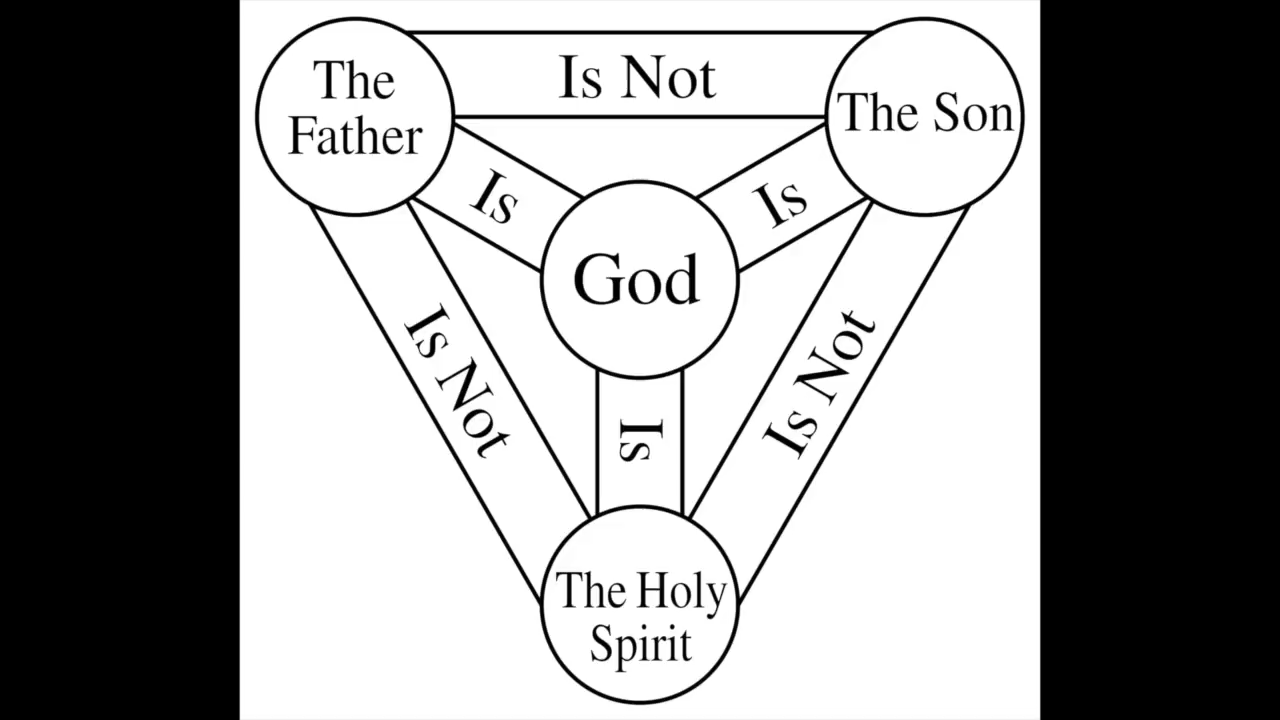 The
Father
Is Not
The Son
Is
Is
God
Is Not
Is
Is Not
The Holy
Spirit